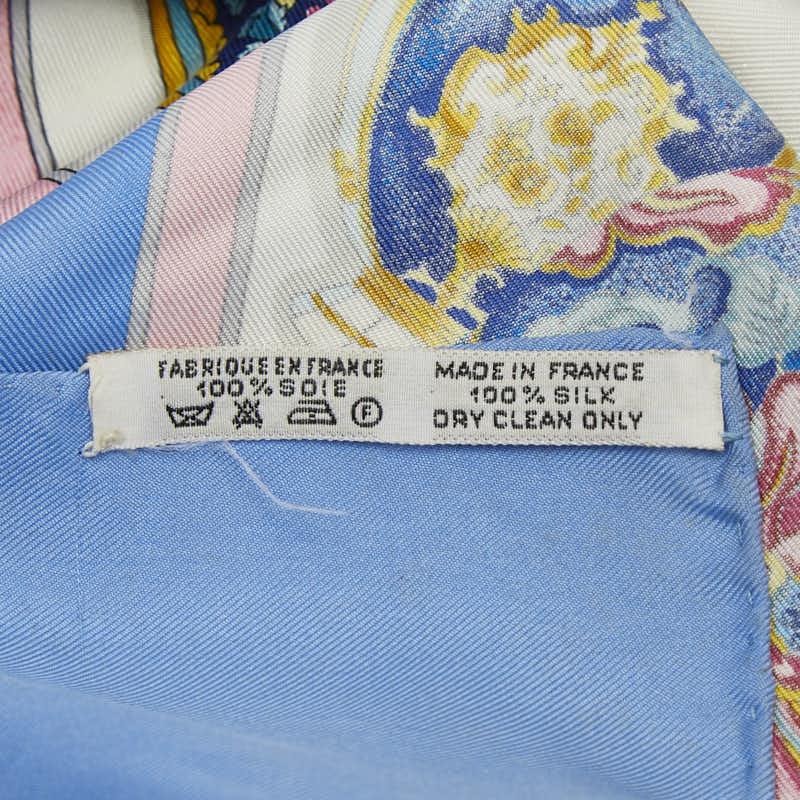 FABRIQUE EN FRANCE
100% SOIE
F
MADE IN FRANCE
100% SILK
DRY CLEAN ONLY